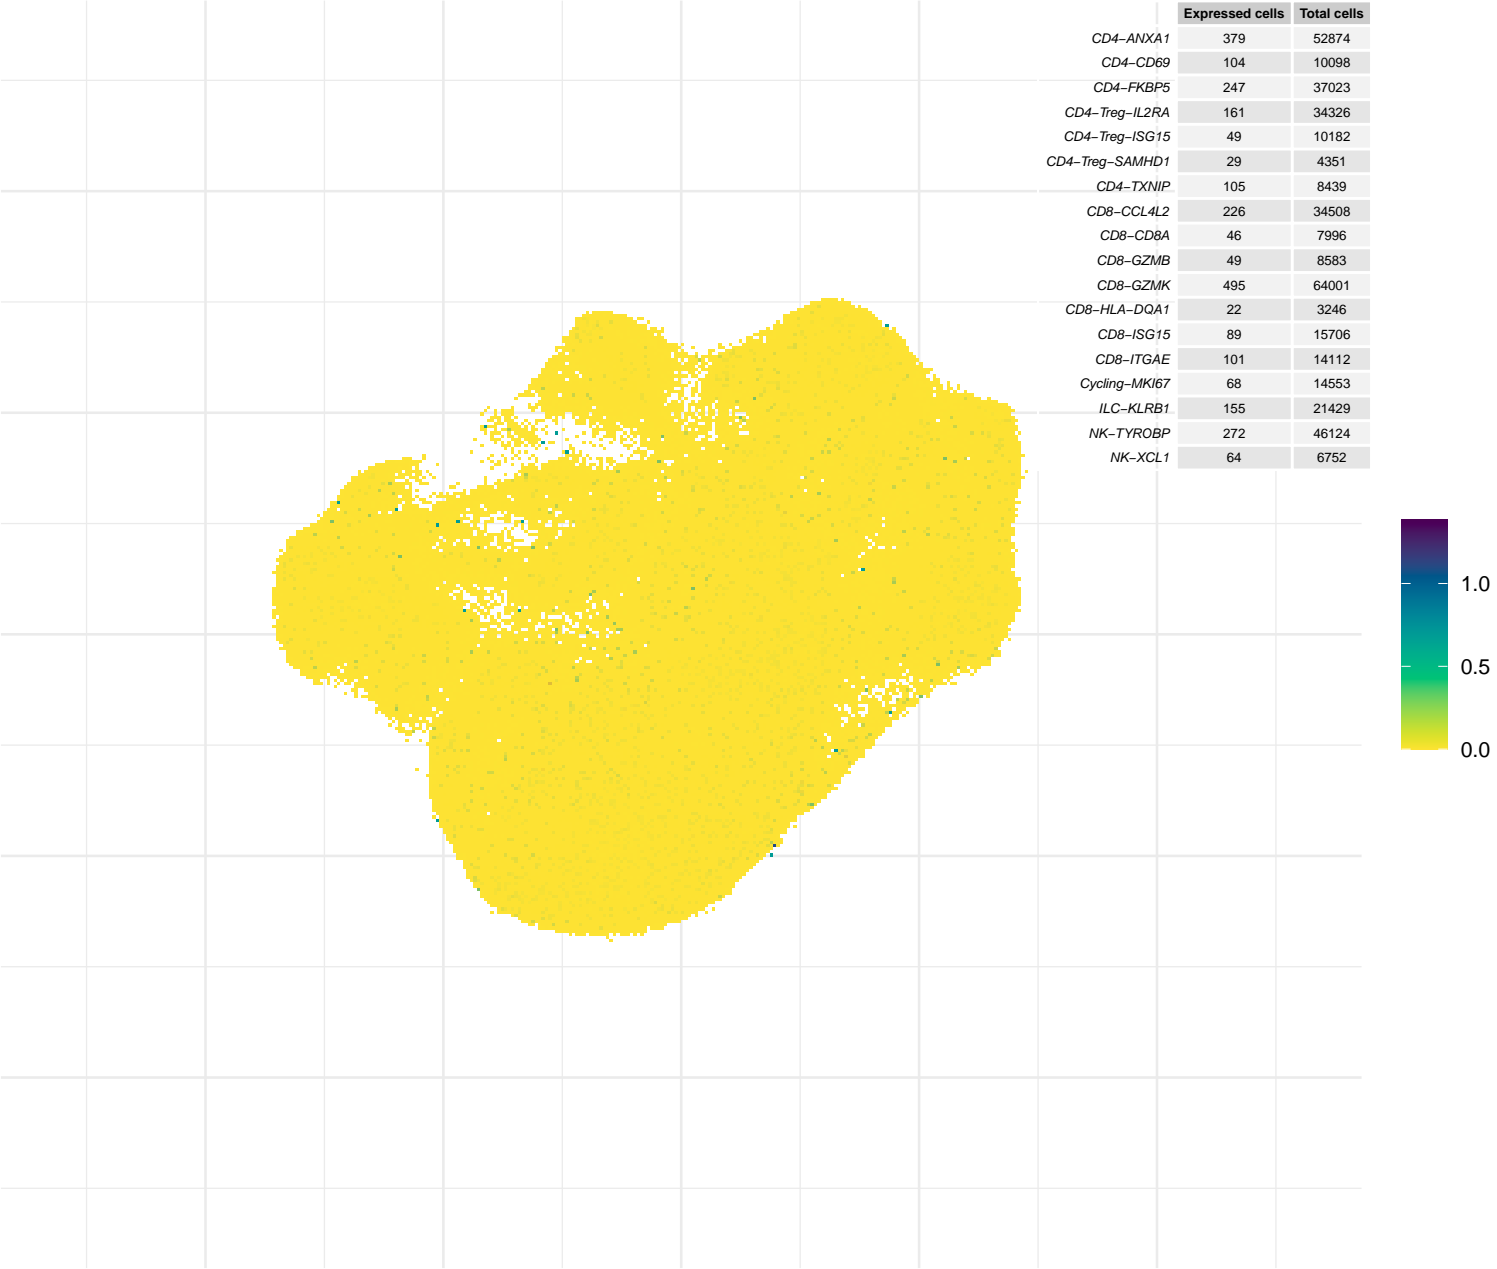 Expressed cells Total cells
CD4−ANXA1 379 52874
CD4−CD69 104 10098
CD4−FKBP5 247 37023
CD4−Treg−IL2RA 161 34326
CD4−Treg−ISG15 49 10182
CD4−Treg−SAMHD1 29 4351
CD4−TXNIP 105 8439
CD8−CCL4L2 226 34508
CD8−CD8A 46 7996
CD8−GZMB 49 8583
CD8−GZMK 495 64001
CD8−HLA−DQA1 22 3246
CD8−ISG15 89 15706
CD8−ITGAE 101 14112
Cycling−MKI67 68 14553
ILC−KLRB1 155 21429
NK−TYROBP 272 46124
NK−XCL1 64 6752
1.0
0.5
0.0